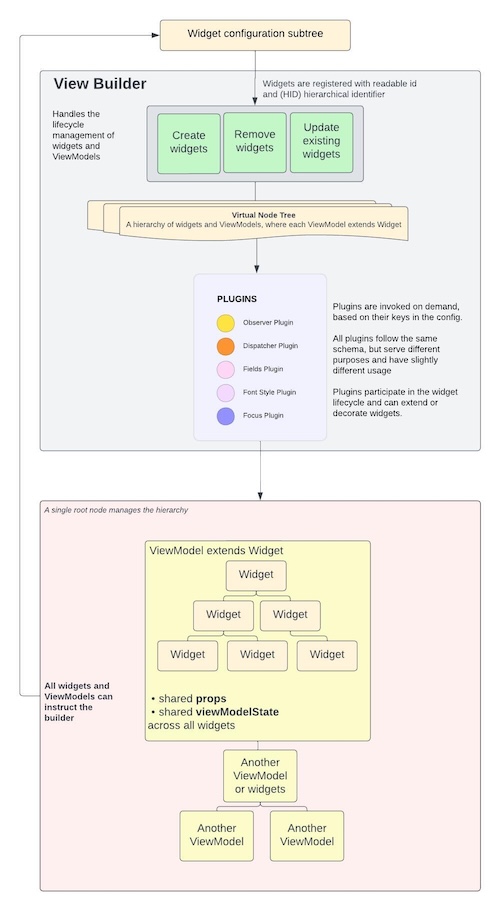 Widget configuration subtree
View Builder
Widgets are registered with readable id
and (HID) hierarchical identifier
Handles the
lifecycle
management of
widgets and
ViewModels
Create
widgets
Remove
widgets
Update
existing
widgets
Virtual Node Tree
A hierarchy of widgets and ViewModels, where each ViewModel extends Widget
PLUGINS
Observer Plugin
Dispatcher Plugin
Fields Plugin
Font Style Plugin
Focus Plugin
Plugins are invoked on demand,
based on their keys in the config.
All plugins follow the same
schema, but serve different
purposes and have slightly
different usage
Plugins participate in the widget
lifecycle and can extend or
decorate widgets.
A single root node manages the hierarchy
ViewModel extends Widget
Widget
Widget
Widget
Widget
Widget
Widget
All widgets and
ViewModels can
instruct the
builder
• shared props
• shared viewModelState
across all widgets
Another
ViewModel
or widgets
Another
ViewModel
Another
ViewModel